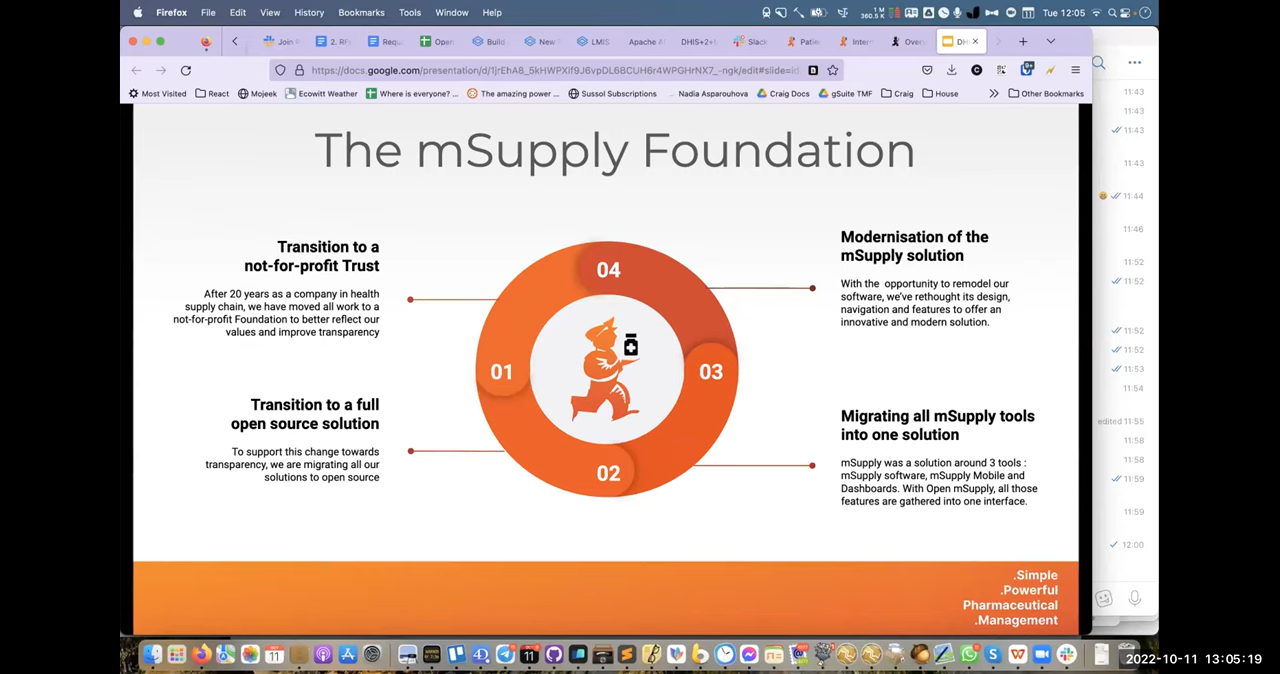 Firefox File Edit View History Bookmarks Tools Window Help
1 M
360.5 K
Tue 12:05
Join
2. RF
Requ
Open
Build
New
LMIS
Apache
DHIS2+
Slack
Patie
Inter
Over
DH
https://docs.google.com/presentation/d/1jrEhA8_5kHWPXif9J6vpDL68CUH6r4WPGHrNX7_-ngk/edit#slide=id
Most Visited React Mojeek Ecowitt Weather Where is everyone? ... The amazing power ... Sussol Subscriptions Nadia Asparouhova Craig Docs gSuite TMF Craig House Other Bookmarks
The mSupply Foundation
Transition to a
not-for-profit Trust
After 20 years as a company in health
supply chain, we have moved all work to a
not-for-profit Foundation to better reflect our
values and improve transparency
Transition to a full
open source solution
To support this change towards
transparency, we are migrating all our
solutions to open source
04
01
03
02
Modernisation of the
mSupply solution
With the opportunity to remodel our
software, we've rethought its design,
navigation and features to offer an
innovative and modern solution.
Migrating all mSupply tools
into one solution
mSupply was a solution around 3 tools :
mSupply software, mSupply Mobile and
Dashboards. With Open mSupply, all those
features are gathered into one interface.
.Simple
.Powerful
Pharmaceutical
.Management
11:43
11:43
11:43
11:43
11:44
11:46
11:52
11:52
11:52
11:52
11:53
11:54
edited 11:55
11:58
11:58
11:59
11:59
12:00
2022-10-11 13:05:19